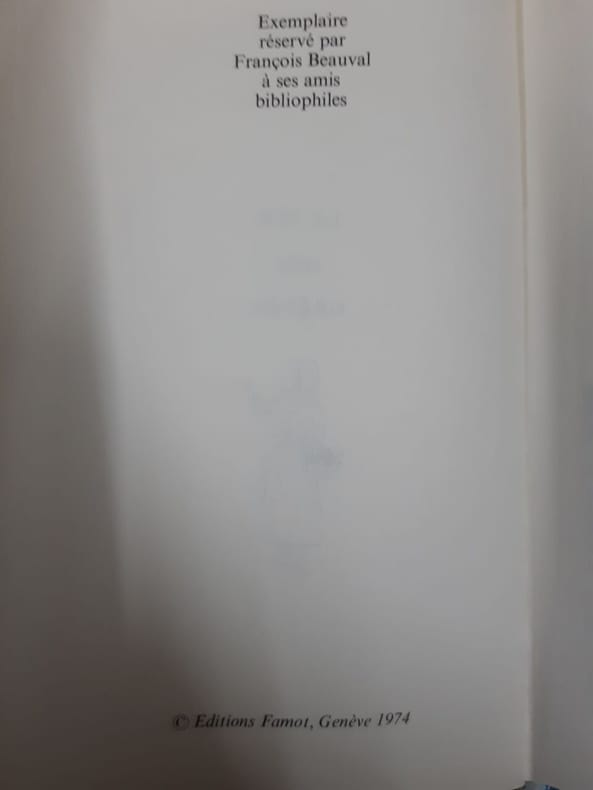 Exemplaire
réservé par
François Beauval
à ses amis
bibliophiles
© Editions Famot, Genève 1974